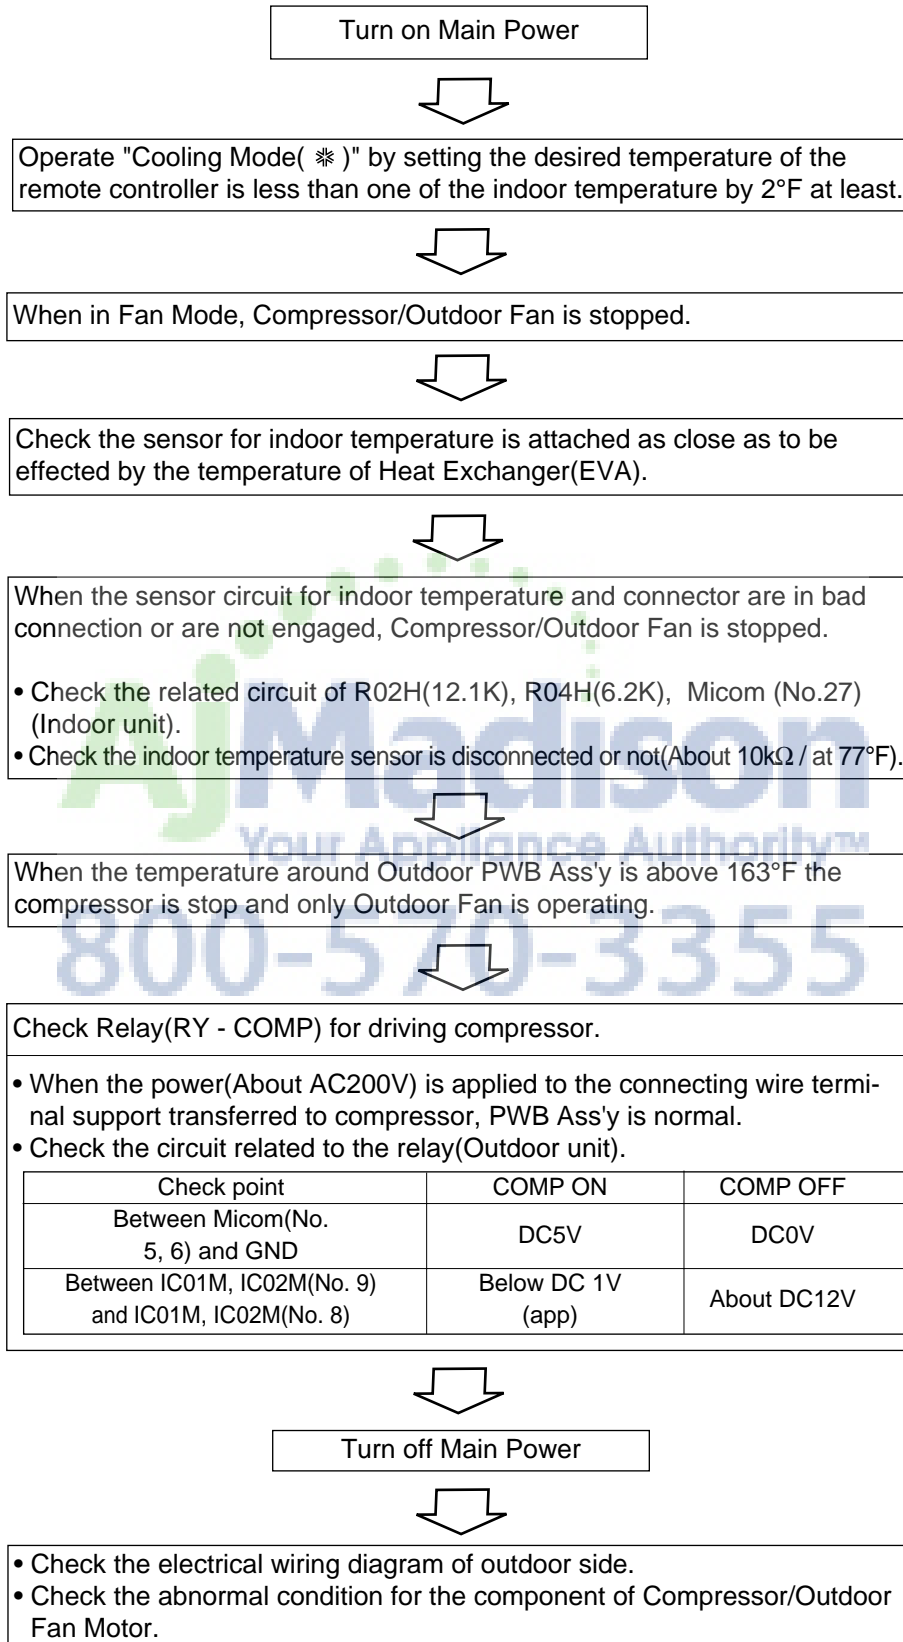 Turn on Main Power
Operate "Cooling Mode( ❋ )" by setting the desired temperature of the
remote controller is less than one of the indoor temperature by 2°F at least.
When in Fan Mode, Compressor/Outdoor Fan is stopped.
Check the sensor for indoor temperature is attached as close as to be
effected by the temperature of Heat Exchanger(EVA).
When the sensor circuit for indoor temperature and connector are in bad
connection or are not engaged, Compressor/Outdoor Fan is stopped.
• Check the related circuit of R02H(12.1K), R04H(6.2K), Micom (No.27)
(Indoor unit).
• Check the indoor temperature sensor is disconnected or not(About 10kΩ / at 77°F).
AjMadison
Your Appliance Authority™
When the temperature around Outdoor PWB Ass'y is above 163°F the
compressor is stop and only Outdoor Fan is operating.
800-570-3355
Check Relay(RY - COMP) for driving compressor.
• When the power(About AC200V) is applied to the connecting wire termi-
nal support transferred to compressor, PWB Ass'y is normal.
• Check the circuit related to the relay(Outdoor unit).
Check point COMP ON COMP OFF
Between Micom(No.
5, 6) and GND DC5V DC0V
Between IC01M, IC02M(No. 9)
and IC01M, IC02M(No. 8) Below DC 1V
(app) About DC12V
Turn off Main Power
• Check the electrical wiring diagram of outdoor side.
• Check the abnormal condition for the component of Compressor/Outdoor
Fan Motor.